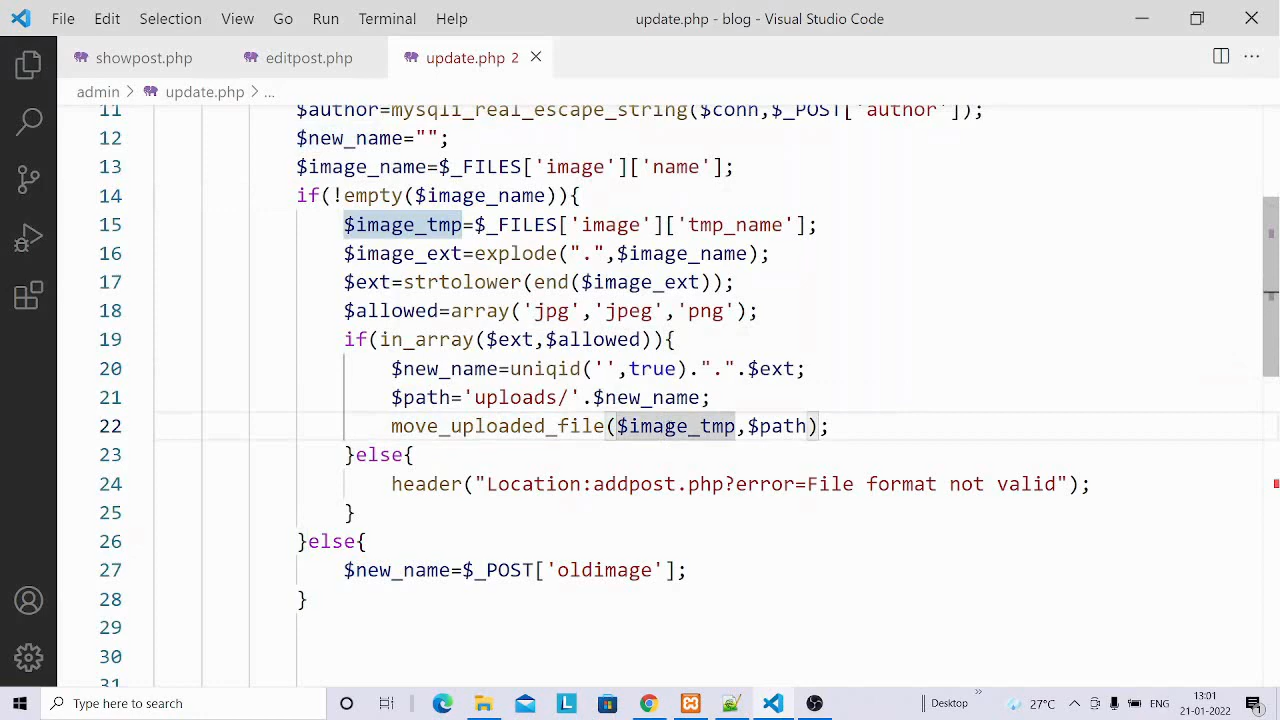 File Edit Selection View Go Run Terminal Help update.php - blog - Visual Studio Code
showpost.php editpost.php update.php 2
admin > update.php > ...
11 $author=mysqli_real_escape_string($conn,$_POST['author']);
12 $new_name="";
13 $image_name=$_FILES['image']['name'];
14 if(!empty($image_name)){
15 $image_tmp=$_FILES['image']['tmp_name'];
16 $image_ext=explode(".",$image_name);
17 $ext=strtolower(end($image_ext));
18 $allowed=array('jpg','jpeg','png');
19 if(in_array($ext,$allowed)){
20 $new_name=uniqid('',true).".".$ext;
21 $path='uploads/'.$new_name;
22 move_uploaded_file($image_tmp,$path);
23 }else{
24 header("Location:addpost.php?error=File format not valid");
25 }
26 }else{
27 $new_name=$_POST['oldimage'];
28 }
29
30
31
Type here to search Desktop 27°C ENG 13:01
21-01-2022